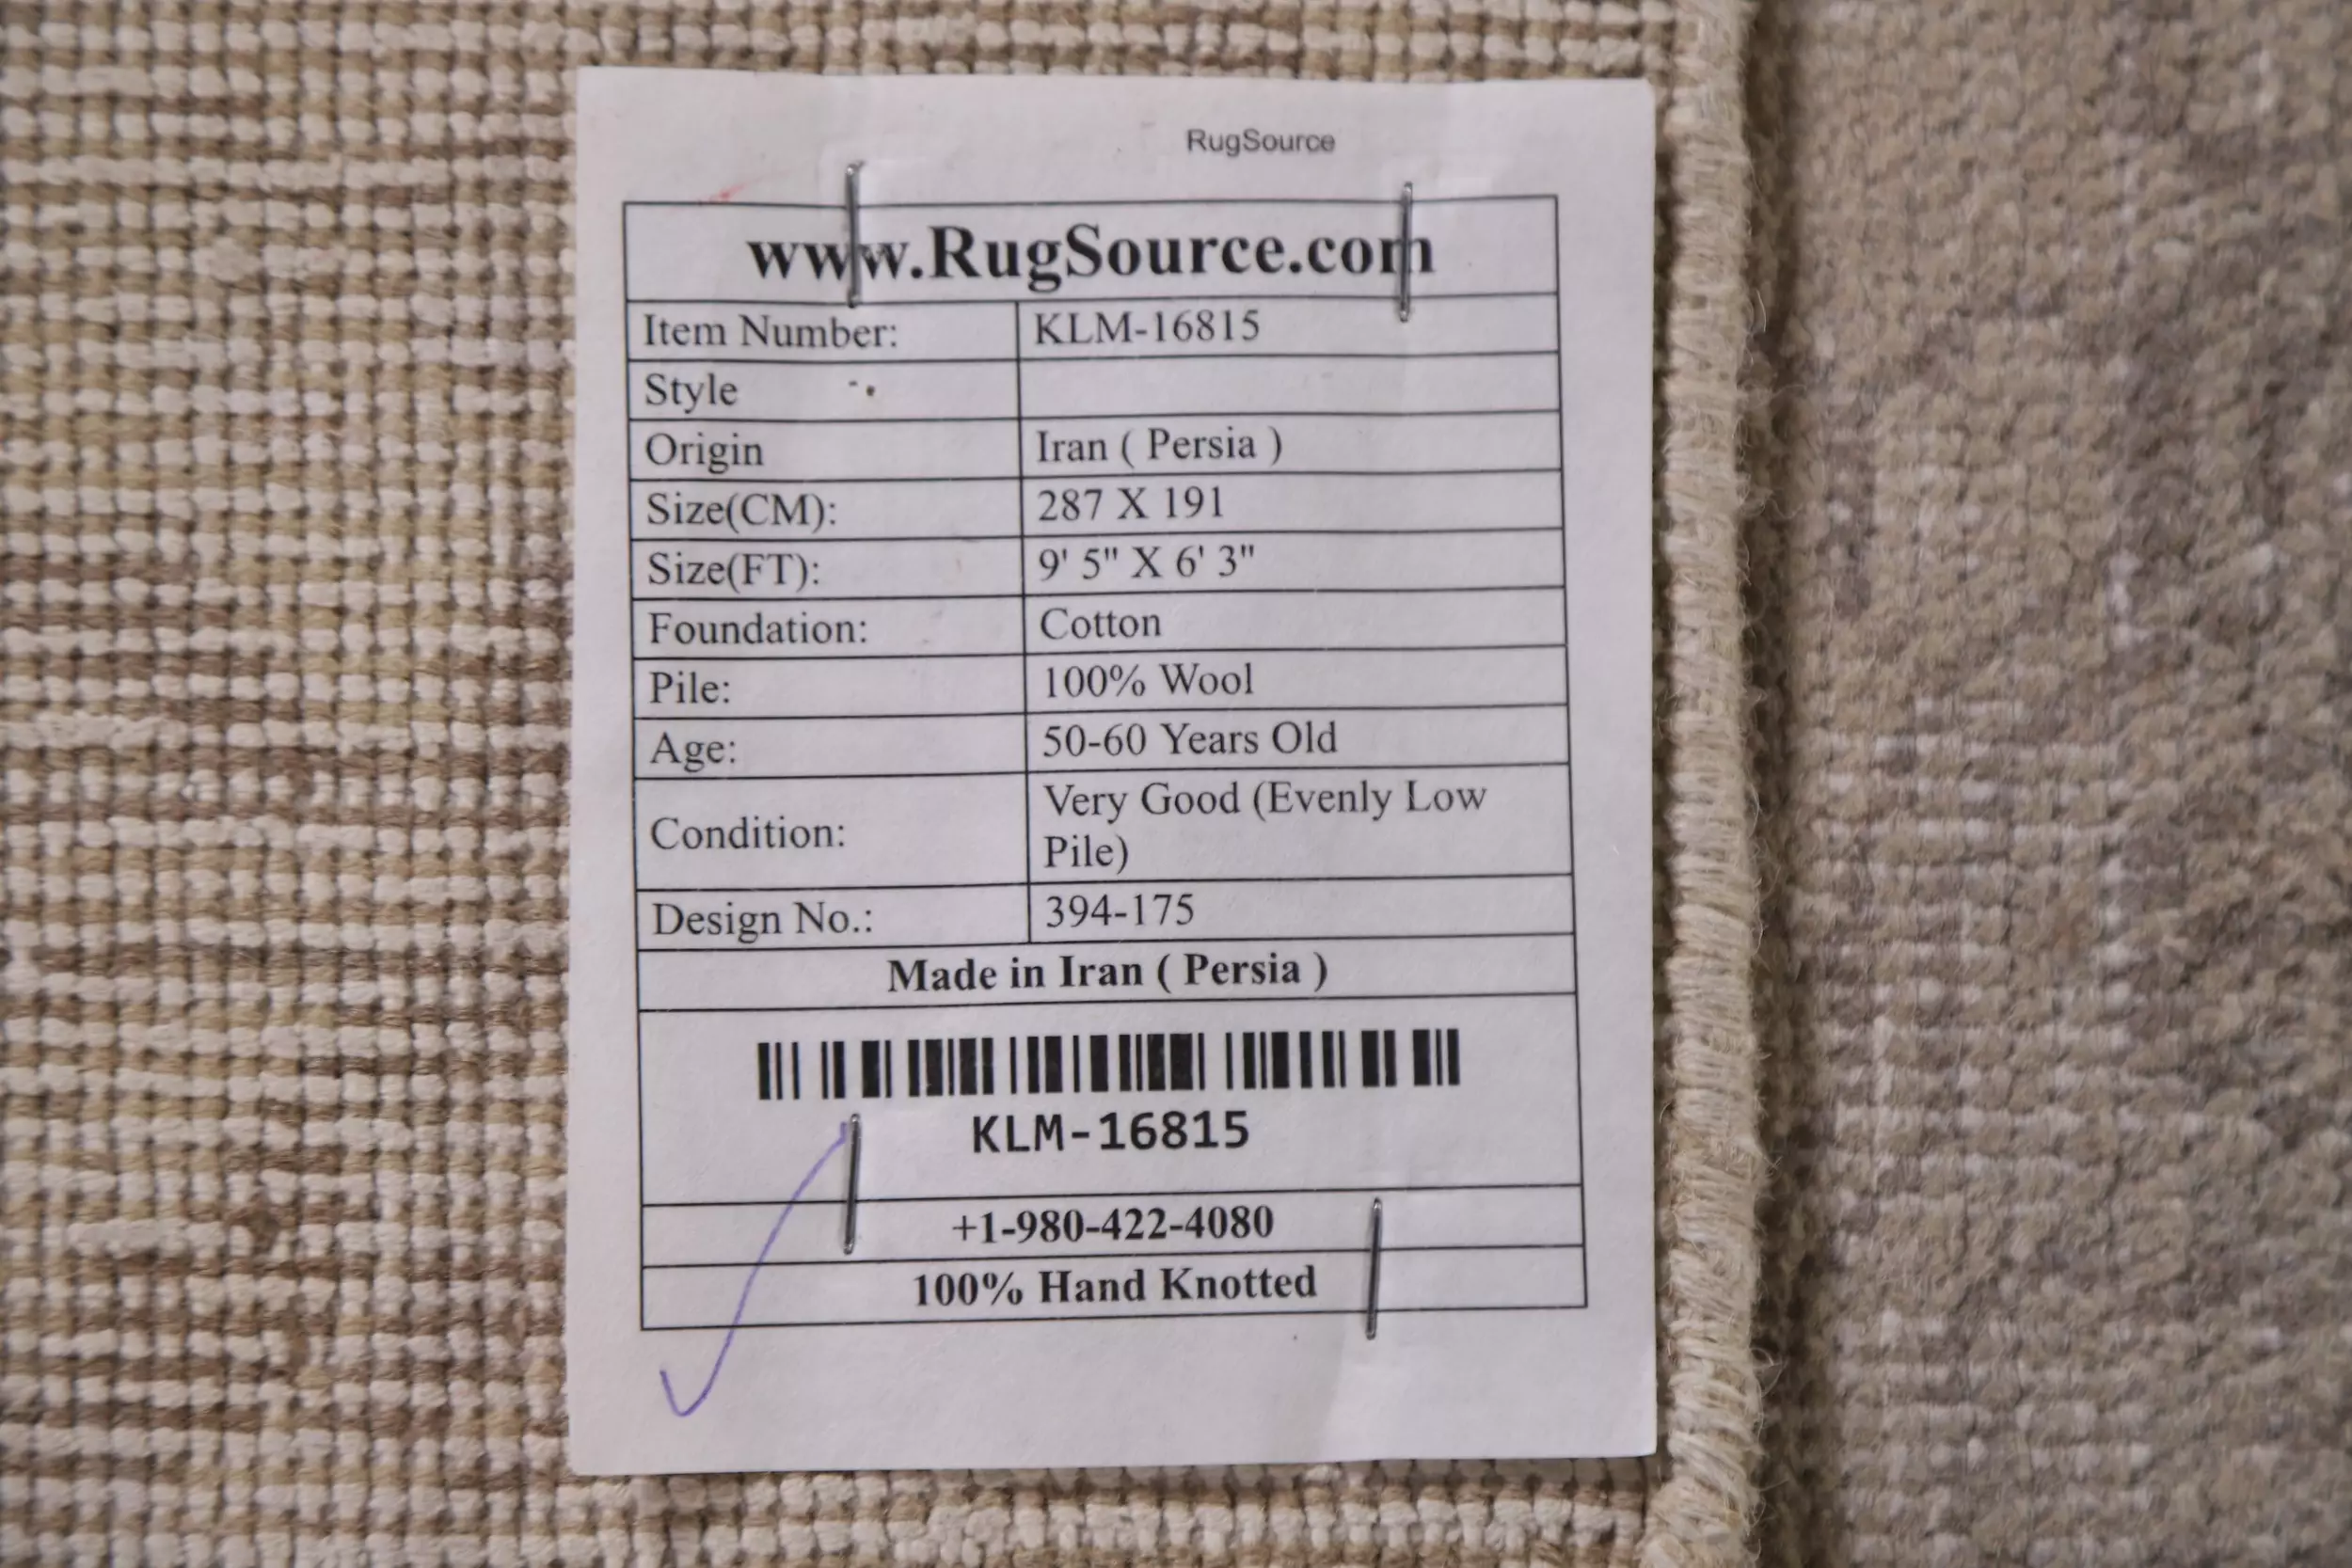 RugSource
www.RugSource.com
Item Number: KLM-16815
Style
Origin Iran ( Persia )
Size(CM): 287 X 191
Size(FT): 9' 5" X 6' 3"
Foundation: Cotton
Pile: 100% Wool
Age: 50-60 Years Old
Condition: Very Good (Evenly Low
Pile)
Design No.: 394-175
Made in Iran ( Persia )
KLM-16815
+1-980-422-4080
100% Hand Knotted